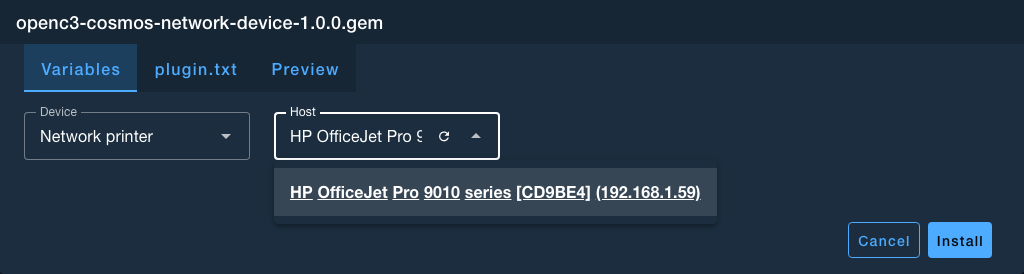 openc3-cosmos-network-device-1.0.0.gem
Variables plugin.txt Preview
Device Host
Network printer HP OfficeJet Pro 9
HP OfficeJet Pro 9010 series [CD9BE4] (192.168.1.59)
Cancel Install